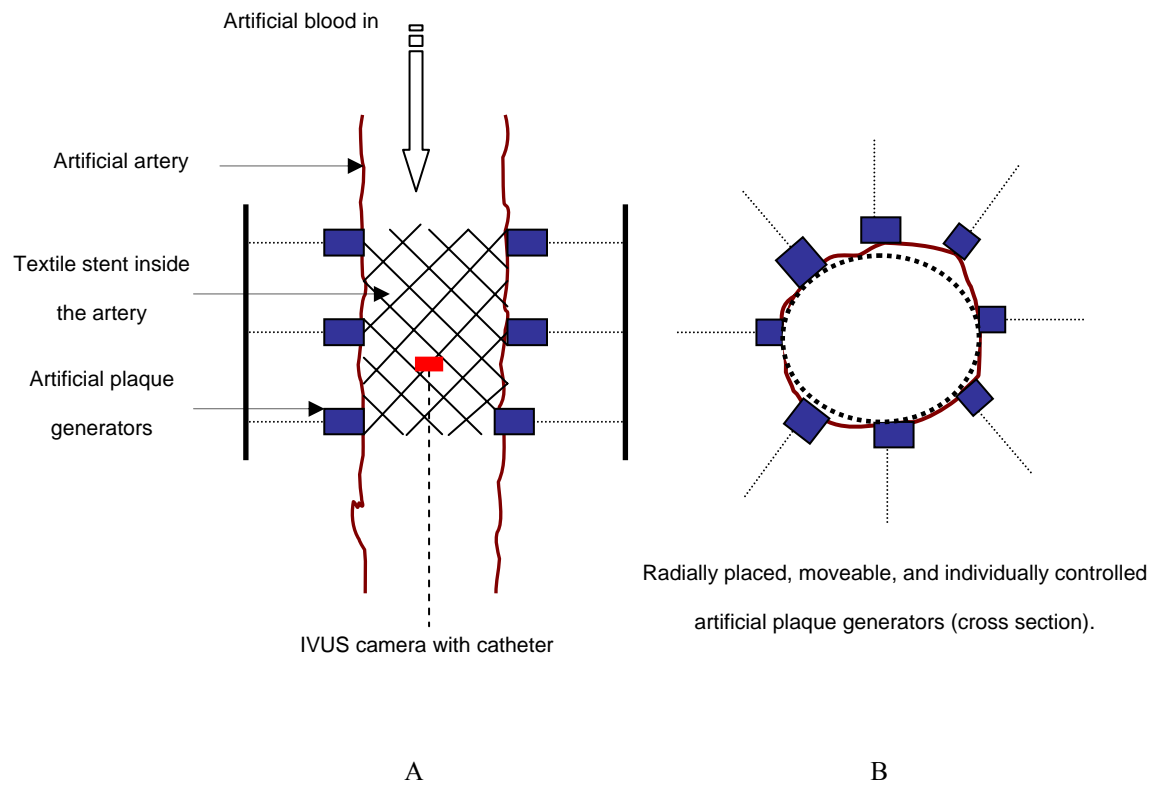 Artificial blood in
Artificial artery
Textile stent inside
the artery
Artificial plaque
generators
IVUS camera with catheter
Radially placed, moveable, and individually controlled
artificial plaque generators (cross section).
A
B